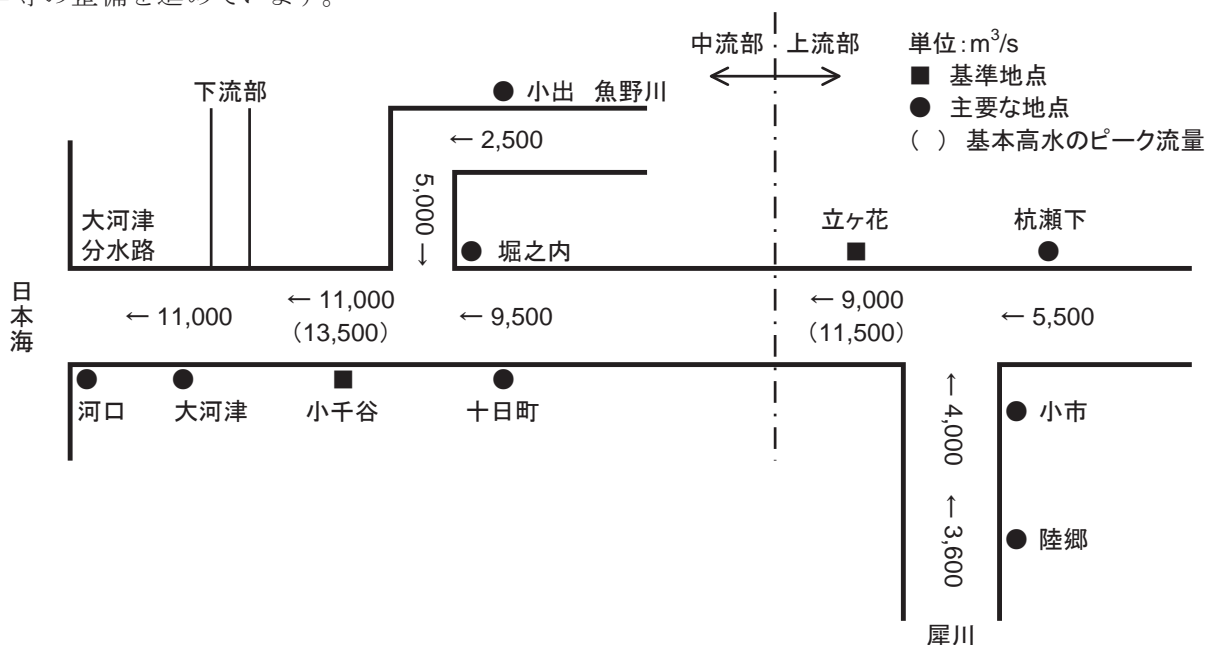 等の整備を進めています。
中流部 上流部
単位:m³/s
■ 基準地点
● 主要な地点
( ) 基本高水のピーク流量
下流部
● 小出 魚野川
← 2,500
5,000 →
大河津
分水路
● 堀之内
立ヶ花
■
杭瀬下
●
日本海
← 11,000
← 11,000
(13,500)
← 9,500
← 9,000
(11,500)
← 5,500
● 河口
● 大河津
■ 小千谷
● 十日町
← 4,000
● 小市
← 3,600
● 陸郷
犀川